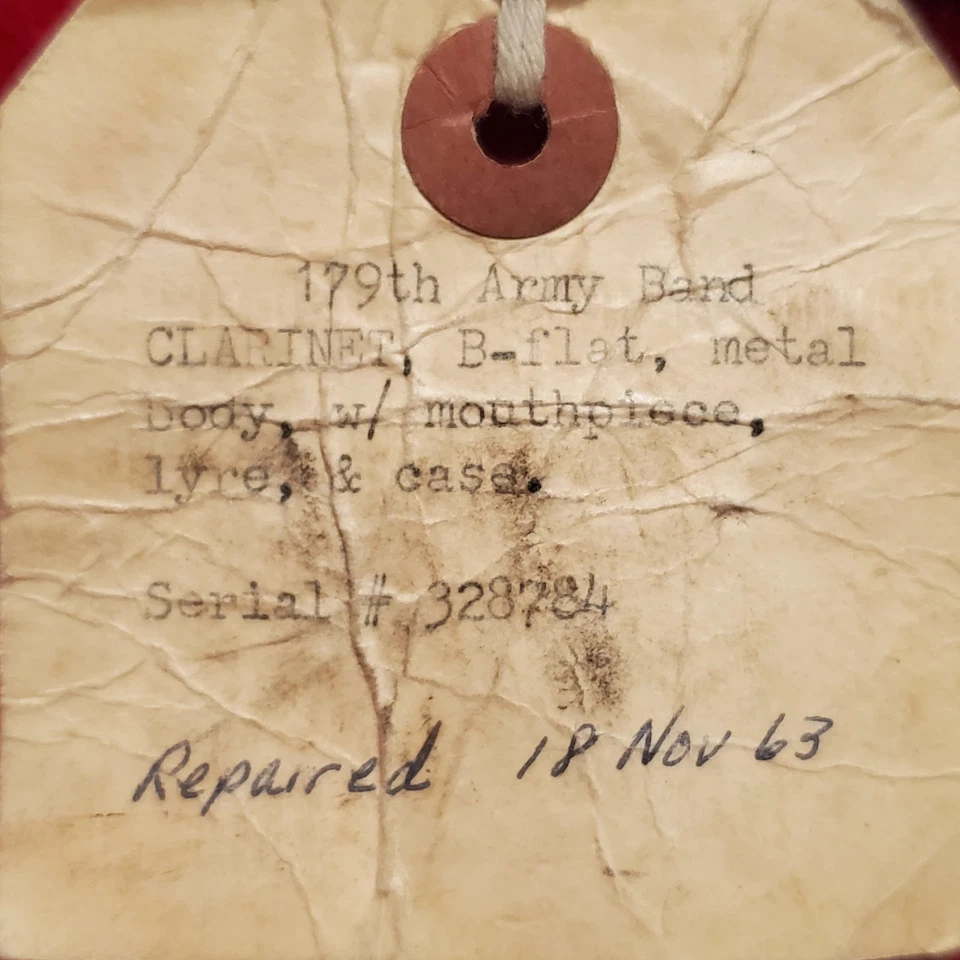 179th Army Band
CLARINET, B-flat, metal
body, w/ mouthpiece,
lyre, & case.
Serial # 328784
Repaired 18 Nov 63